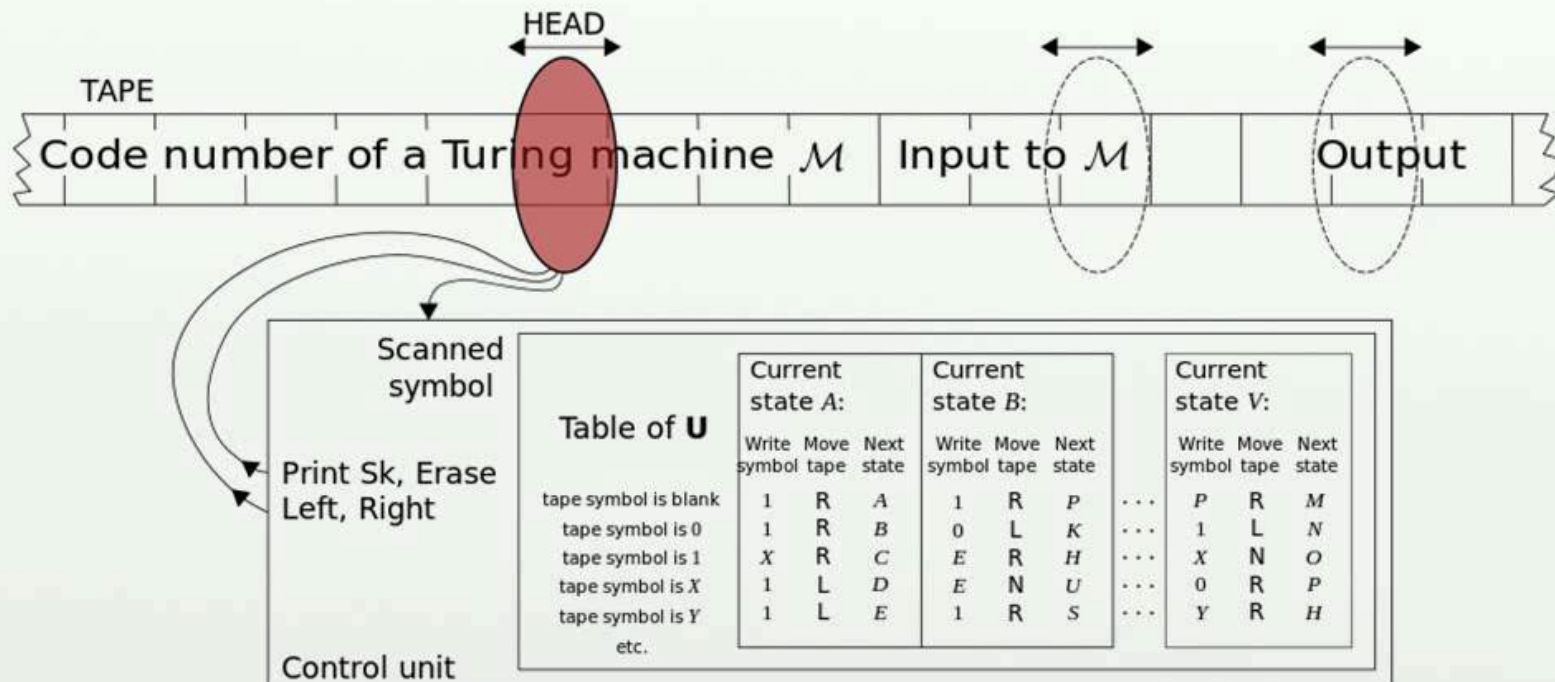 HEAD
TAPE
Code number of a Turing machine ℳ Input to ℳ Output
Scanned
symbol
Print Sk, Erase
Left, Right
Control unit
Table of U
Current Current Current
state A: state B: state V:
Write Move Next Write Move Next Write Move Next
symbol tape state symbol tape state symbol tape state
tape symbol is blank 1 R A 1 R P ··· P R M
tape symbol is 0 1 R B 0 L K ··· 1 L N
tape symbol is 1 X R C E R H ··· X N O
tape symbol is X 1 L D E N U ··· 0 R P
tape symbol is Y 1 L E 1 R S ··· Y R H
etc.